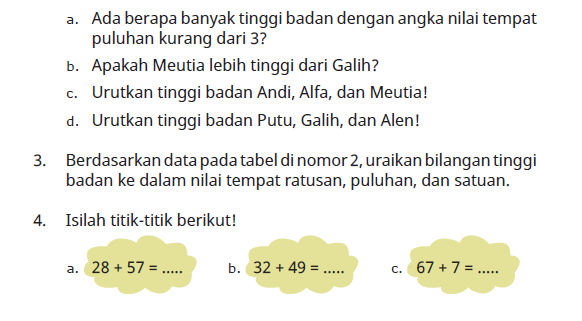 a. Ada berapa banyak tinggi badan dengan angka nilai tempat
puluhan kurang dari 3?
b. Apakah Meutia lebih tinggi dari Galih?
c. Urutkan tinggi badan Andi, Alfa, dan Meutia!
d. Urutkan tinggi badan Putu, Galih, dan Alen!
3. Berdasarkan data pada tabel di nomor 2, uraikan bilangan tinggi
badan ke dalam nilai tempat ratusan, puluhan, dan satuan.
4. Isilah titik-titik berikut!
a. 28 + 57 = ..... b. 32 + 49 = ..... c. 67 + 7 = .....